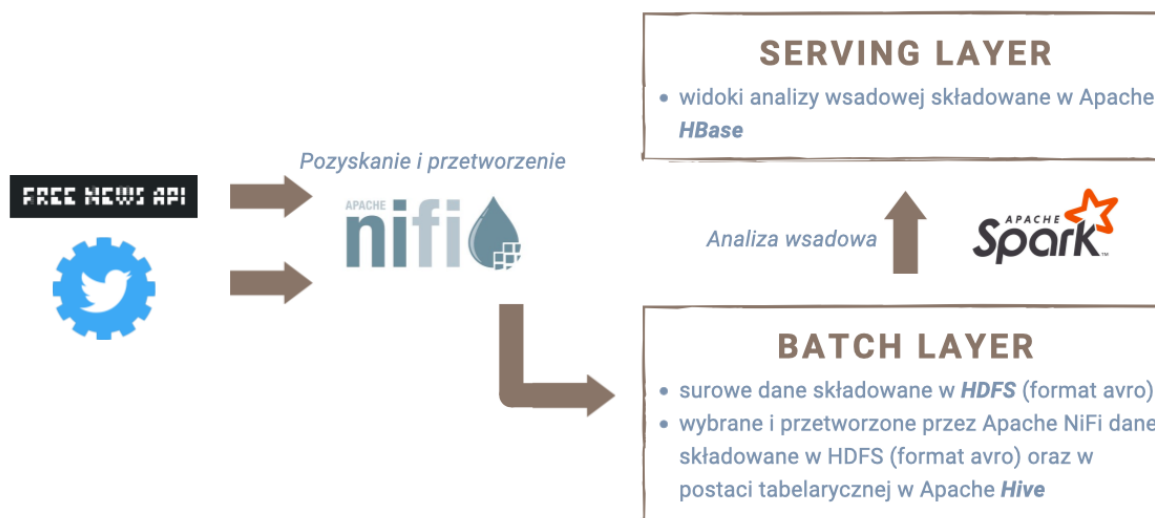 FREE NEWS API
Pozyskanie i przetworzenie
APACHE
nifi
SERVING LAYER
• widoki analizy wsadowej składowane w Apache
HBase
Analiza wsadowa
APACHE
Spark™
BATCH LAYER
• surowe dane składowane w HDFS (format avro)
• wybrane i przetworzone przez Apache NiFi dane
składowane w HDFS (format avro) oraz w
postaci tabelarycznej w Apache Hive